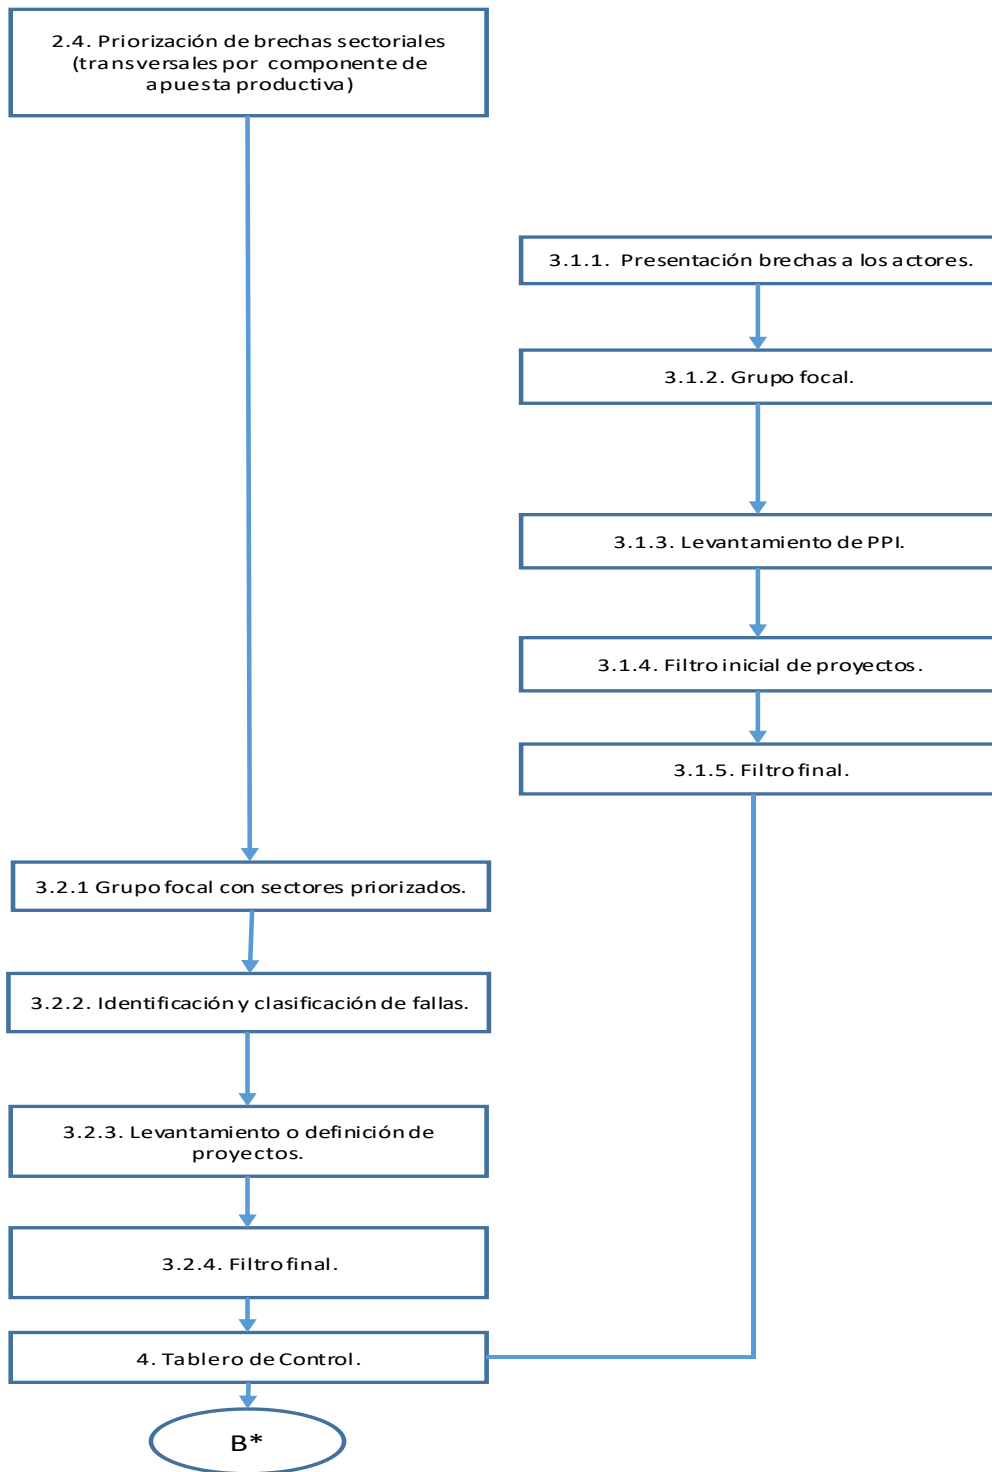 2.4. Priorización de brechas sectoriales
(transversales por componente de
apuesta productiva)
3.1.1. Presentación brechas a los actores.
3.1.2. Grupo focal.
3.1.3. Levantamiento de PPI.
3.1.4. Filtro inicial de proyectos.
3.1.5. Filtro final.
3.2.1 Grupo focal con sectores priorizados.
3.2.2. Identificación y clasificación de fallas.
3.2.3. Levantamiento o definición de
proyectos.
3.2.4. Filtro final.
4. Tablero de Control.
B*